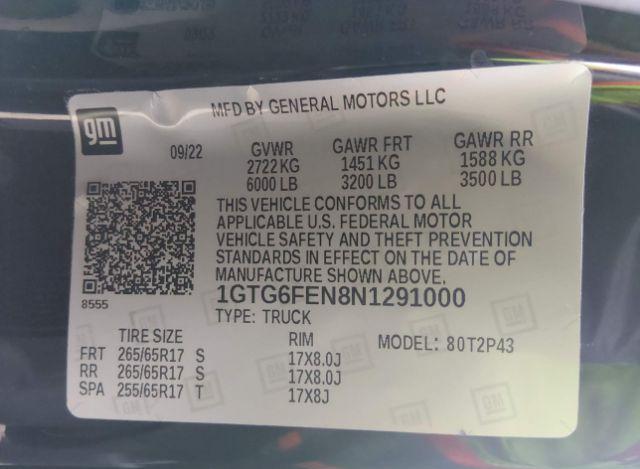 gm
MFD BY GENERAL MOTORS LLC
09/22
GVWR GAWR FRT GAWR RR
2722 KG 1451 KG 1588 KG
6000 LB 3200 LB 3500 LB
THIS VEHICLE CONFORMS TO ALL
APPLICABLE U.S. FEDERAL MOTOR
VEHICLE SAFETY AND THEFT PREVENTION
STANDARDS IN EFFECT ON THE DATE OF
MANUFACTURE SHOWN ABOVE.
8555
1GTG6FEN8N1291000
TYPE: TRUCK
TIRE SIZE RIM MODEL: 80T2P43
FRT 265/65R17 S 17X8.0J
RR 265/65R17 S 17X8.0J
SPA 255/65R17 T 17X8J